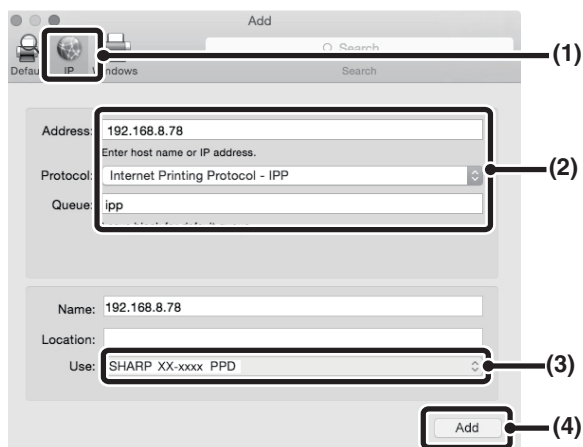 Add
Search
(1)
Defau IP Windows
Search
Address: 192.168.8.78
Enter host name or IP address.
(2)
Protocol: Internet Printing Protocol - IPP
Queue: ipp
Name: 192.168.8.78
Location:
Use: SHARP XX-xxxx PPD
(3)
Add
(4)